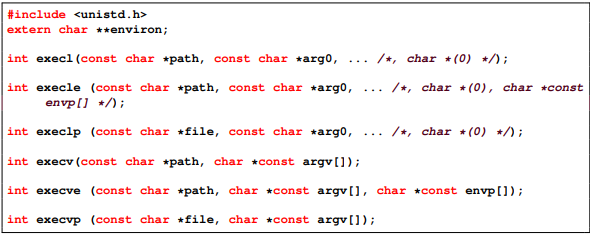 #include <unistd.h>
extern char **environ;
int execl(const char *path, const char *arg0, ... /*, char *(0) */);
int execle (const char *path, const char *arg0, ... /*, char *(0), char *const
envp[] */);
int execlp (const char *file, const char *arg0, ... /*, char *(0) */);
int execv(const char *path, char *const argv[]);
int execve (const char *path, char *const argv[], char *const envp[]);
int execvp (const char *file, char *const argv[]);